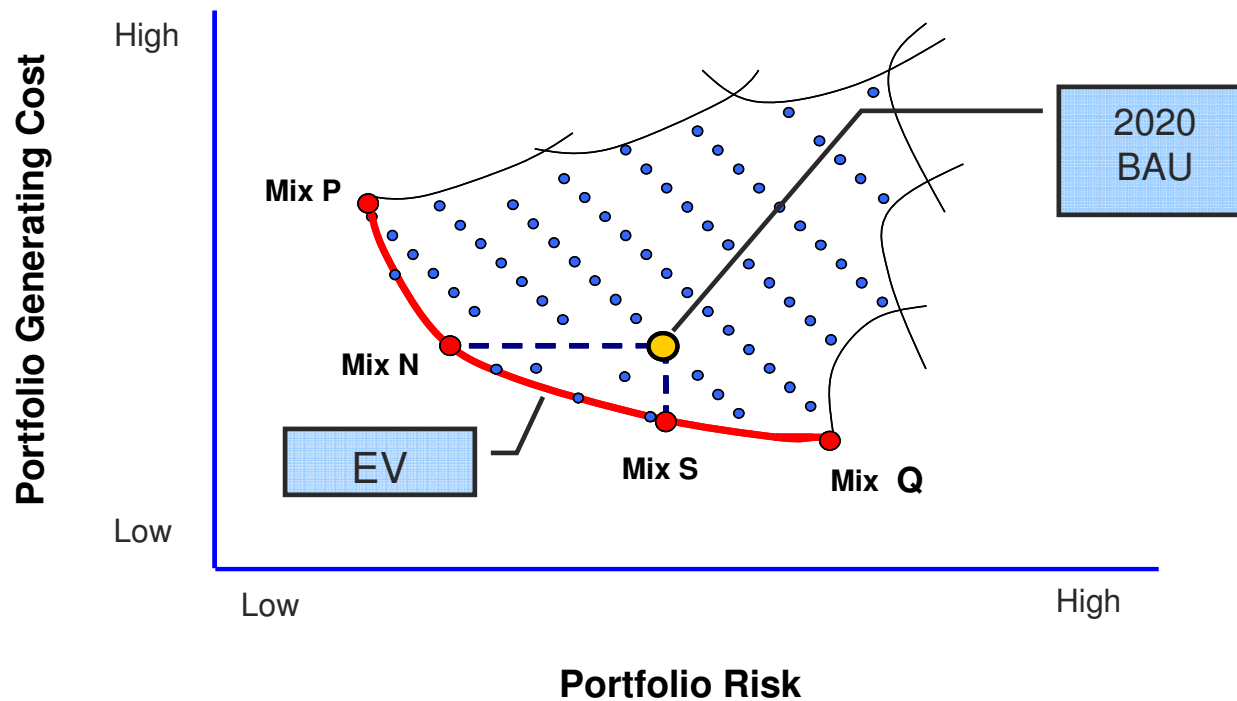 High
Portfolio Generating Cost
2020
BAU
Mix P
Mix N
EV
Mix S
Mix Q
Low
Low
High
Portfolio Risk